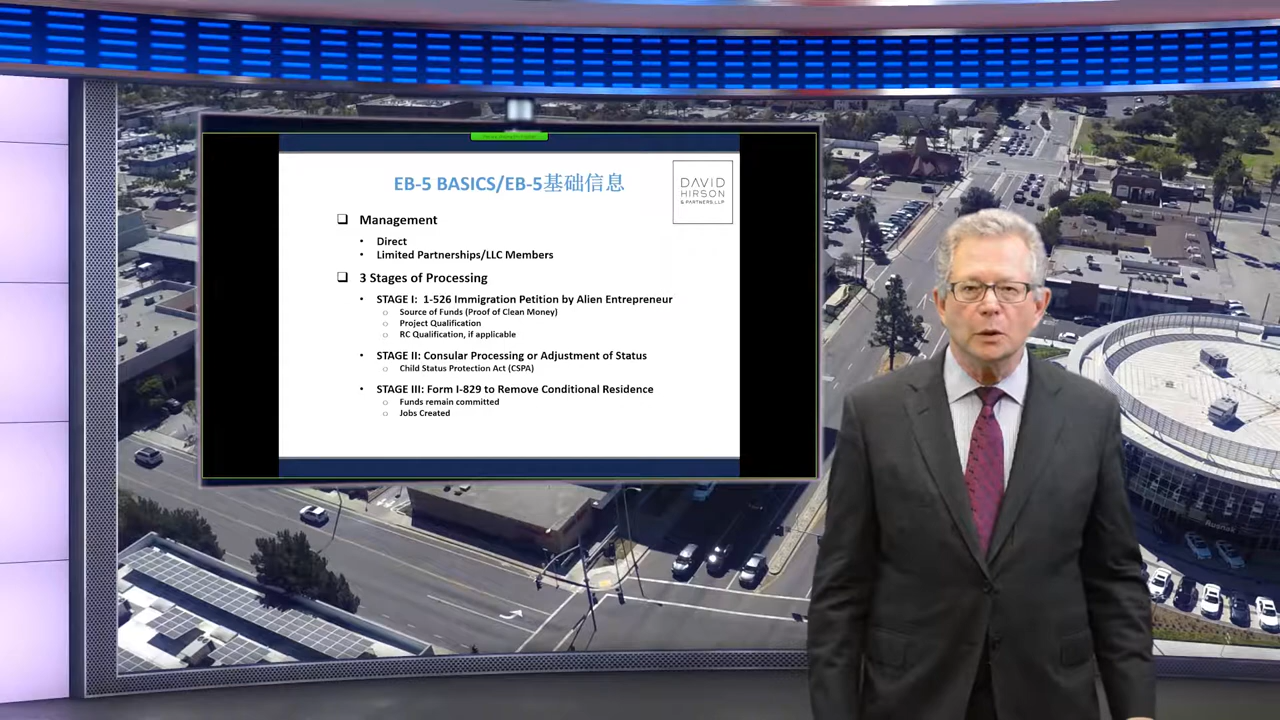 EB-5 BASICS/EB-5基础信息
DAVID
HIRSON
& PARTNERS, LLP
❑ Management
• Direct
• Limited Partnerships/LLC Members
❑ 3 Stages of Processing
• STAGE I: 1-526 Immigration Petition by Alien Entrepreneur
○ Source of Funds (Proof of Clean Money)
○ Project Qualification
○ RC Qualification, if applicable
• STAGE II: Consular Processing or Adjustment of Status
○ Child Status Protection Act (CSPA)
• STAGE III: Form I-829 to Remove Conditional Residence
○ Funds remain committed
○ Jobs Created
Rusnak